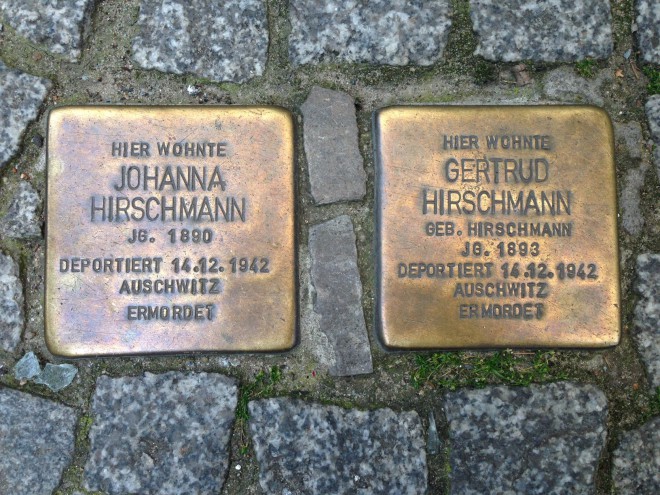 HIER WOHNTE
JOHANNA
HIRSCHMANN
JG. 1890
DEPORTIERT 14.12.1942
AUSCHWITZ
ERMORDET
HIER WOHNTE
GERTRUD
HIRSCHMANN
GEB. HIRSCHMANN
JG. 1893
DEPORTIERT 14.12.1942
AUSCHWITZ
ERMORDET